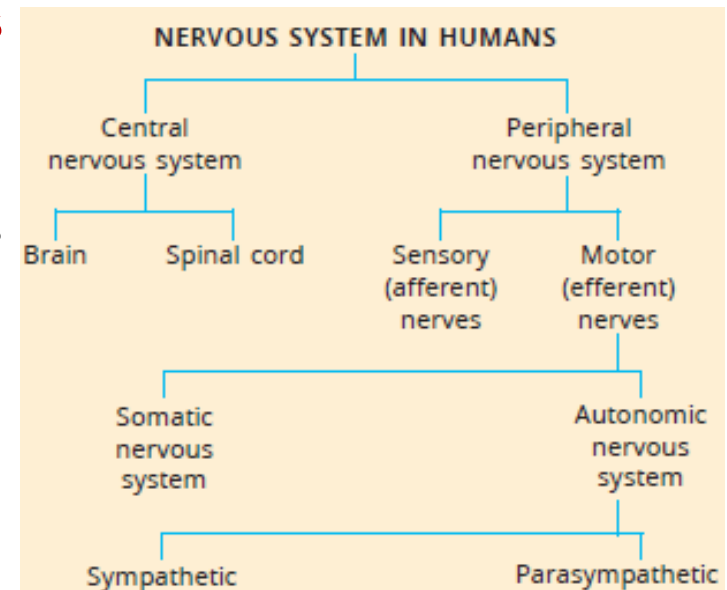 NERVOUS SYSTEM IN HUMANS
Central
nervous system
Peripheral
nervous system
Brain
Spinal cord
Sensory
(afferent)
nerves
Motor
(efferent)
nerves
Somatic
nervous
system
Autonomic
nervous
system
Sympathetic
Parasympathetic